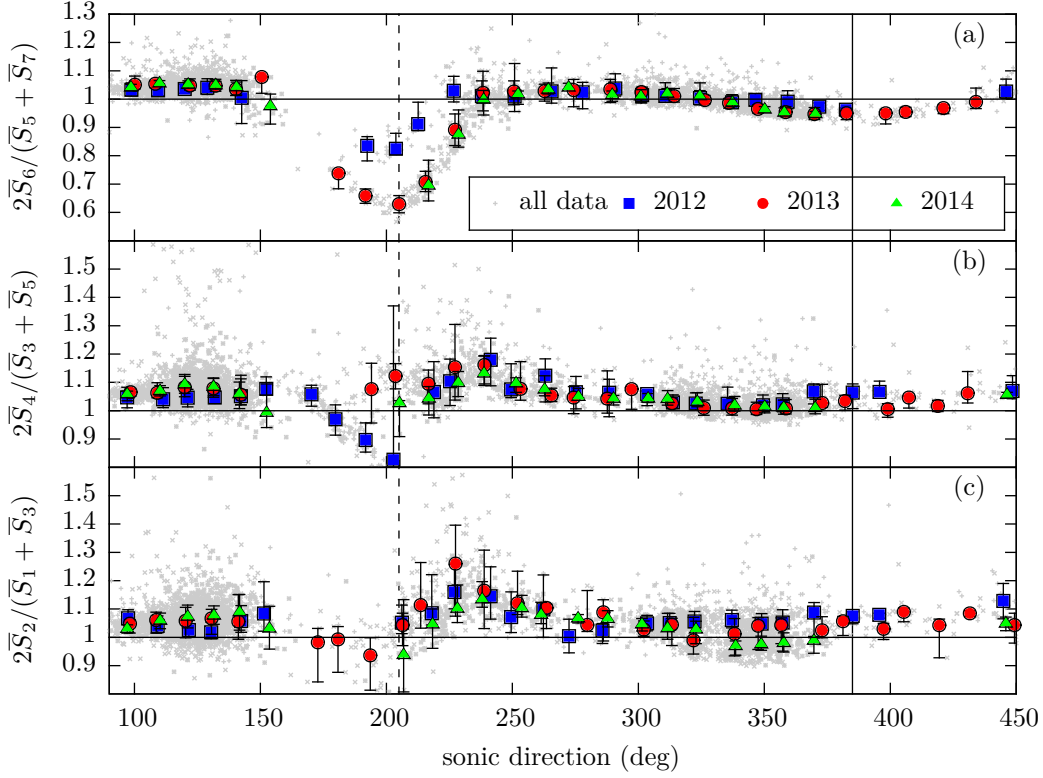 1.3
1.2
1.1
1
0.9
0.8
0.7
0.6
2S̅₆/(S̅₅ + S̅₇)
(a)
all data 2012 2013 2014
1.5
1.4
1.3
1.2
1.1
1
0.9
2S̅₄/(S̅₃ + S̅₅)
(b)
1.5
1.4
1.3
1.2
1.1
1
0.9
2S̅₂/(S̅₁ + S̅₃)
(c)
100 150 200 250 300 350 400 450
sonic direction (deg)